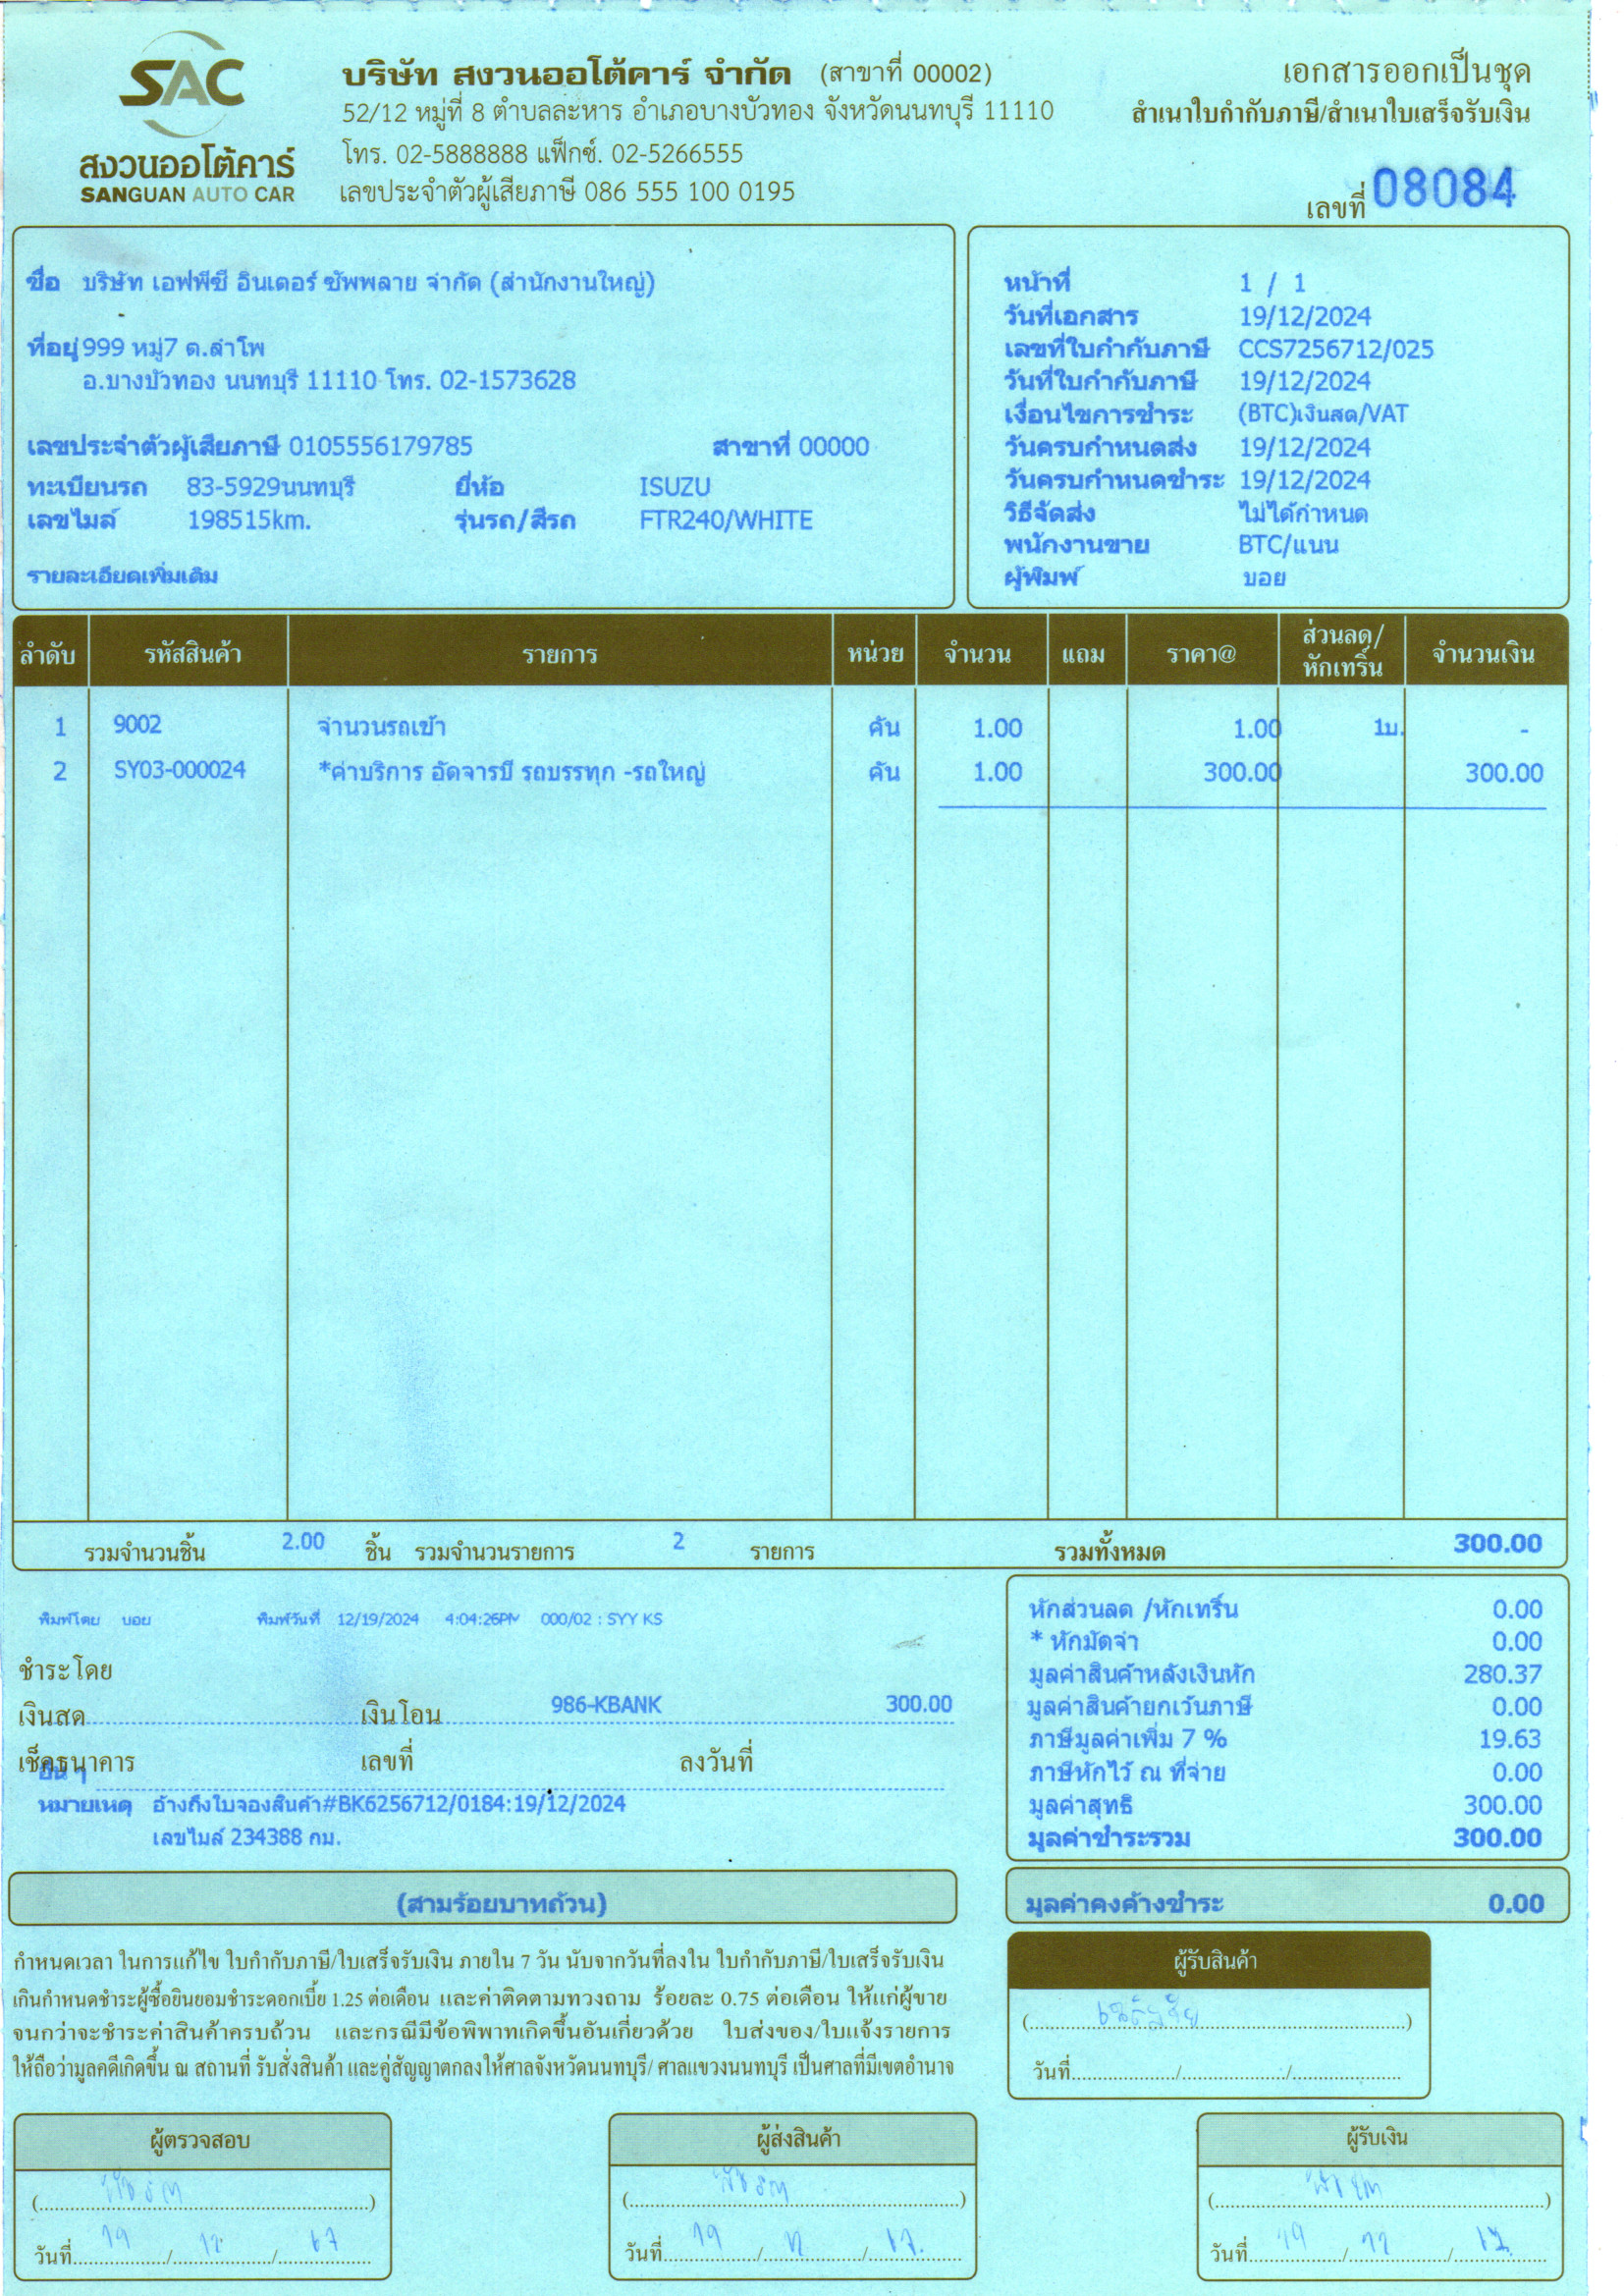 SAC
สงวนออโต้คาร์
SANGUAN AUTO CAR
บริษัท สงวนออโต้คาร์ จำกัด (สาขาที่ 00002)
52/12 หมู่ที่ 8 ตำบลละหาร อำเภอบางบัวทอง จังหวัดนนทบุรี 11110
โทร. 02-5888888 แฟ็กซ์. 02-5266555
เลขประจำตัวผู้เสียภาษี 086 555 100 0195
เอกสารออกเป็นชุด
สำเนาใบกำกับภาษี/สำเนาใบเสร็จรับเงิน
เลขที่ 08084
ชื่อ บริษัท เอฟพีซี อินเตอร์ ซัพพลาย จำกัด (สำนักงานใหญ่)
ที่อยู่ 999 หมู่7 ต.ลำโพ
อ.บางบัวทอง นนทบุรี 11110 โทร. 02-1573628
เลขประจำตัวผู้เสียภาษี 0105556179785 สาขาที่ 00000
ทะเบียนรถ 83-5929นนทบุรี ยี่ห้อ ISUZU
เลขไมล์ 198515km. รุ่นรถ/สีรถ FTR240/WHITE
รายละเอียดเพิ่มเติม
หน้าที่ 1 / 1
วันที่เอกสาร 19/12/2024
เลขที่ใบกำกับภาษี CCS7256712/025
วันที่ใบกำกับภาษี 19/12/2024
เงื่อนไขการชำระ (BTC)เงินสด/VAT
วันครบกำหนดส่ง 19/12/2024
วันครบกำหนดชำระ 19/12/2024
วิธีจัดส่ง ไม่ได้กำหนด
พนักงานขาย BTC/แนน
ผู้พิมพ์ บอย
ลำดับ รหัสสินค้า รายการ หน่วย จำนวน แถม ราคา@ ส่วนลด/หักเทริ์น จำนวนเงิน
1 9002 จำนวนรถเข้า คัน 1.00 1.00 1บ. -
2 SY03-000024 *ค่าบริการ อัดจารบี รถบรรทุก -รถใหญ่ คัน 1.00 300.00 300.00
รวมจำนวนชิ้น 2.00 ชิ้น รวมจำนวนรายการ 2 รายการ รวมทั้งหมด 300.00
พิมพ์โดย บอย พิมพ์วันที่ 12/19/2024 4:04:26PM 000/02 : SYY KS
ชำระโดย
เงินสด เงินโอน 986-KBANK 300.00
เช็คธนาคาร เลขที่ ลงวันที่
อื่น ๆ
หมายเหตุ อ้างถึงใบจองสินค้า#BK6256712/0184:19/12/2024
เลขไมล์ 234388 กม.
หักส่วนลด /หักเทริ์น 0.00
* หักมัดจำ 0.00
มูลค่าสินค้าหลังเงินหัก 280.37
มูลค่าสินค้ายกเว้นภาษี 0.00
ภาษีมูลค่าเพิ่ม 7 % 19.63
ภาษีหักไว้ ณ ที่จ่าย 0.00
มูลค่าสุทธิ 300.00
มูลค่าชำระรวม 300.00
(สามร้อยบาทถ้วน)
มูลค่าคงค้างชำระ 0.00
กำหนดเวลา ในการแก้ไข ใบกำกับภาษี/ใบเสร็จรับเงิน ภายใน 7 วัน นับจากวันที่ลงใน ใบกำกับภาษี/ใบเสร็จรับเงิน
เกินกำหนดชำระผู้ซื้อยินยอมชำระดอกเบี้ย 1.25 ต่อเดือน และค่าติดตามทวงถาม ร้อยละ 0.75 ต่อเดือน ให้แก่ผู้ขาย
จนกว่าจะชำระค่าสินค้าครบถ้วน และกรณีมีข้อพิพาทเกิดขึ้นอันเกี่ยวด้วย ใบส่งของ/ใบแจ้งรายการ
ให้ถือว่ามูลคดีเกิดขึ้น ณ สถานที่ รับสั่งสินค้า และคู่สัญญาตกลงให้ศาลจังหวัดนนทบุรี/ ศาลแขวงนนทบุรี เป็นศาลที่มีเขตอำนาจ
ผู้รับสินค้า
วันที่
ผู้ตรวจสอบ
วันที่ 19/12/67
ผู้ส่งสินค้า
วันที่ 19/12/67
ผู้รับเงิน
วันที่ 19/12/67